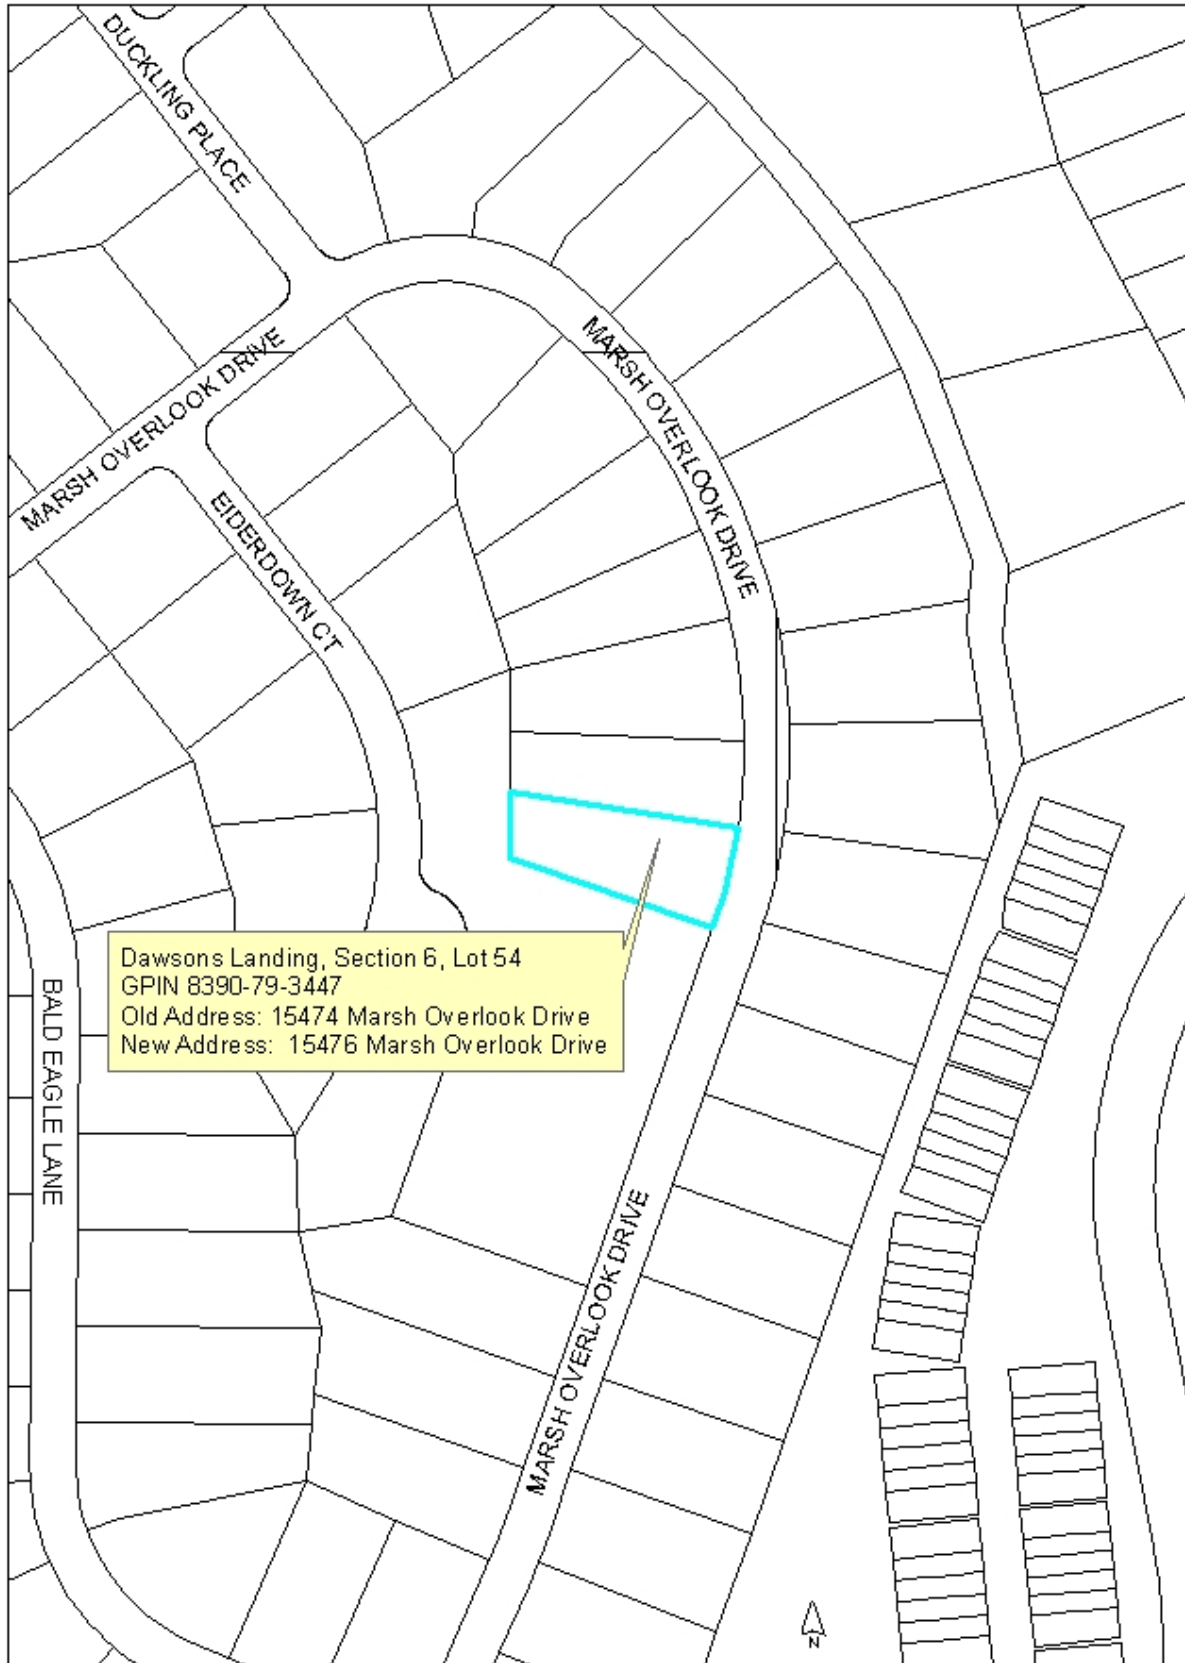 DUCKLING PLACE
MARSH OVERLOOK DRIVE
MARSH OVERLOOK DRIVE
EIDERDOWN CT
Dawsons Landing, Section 6, Lot 54
GPIN 8390-79-3447
Old Address: 15474 Marsh Overlook Drive
New Address: 15476 Marsh Overlook Drive
BALD EAGLE LANE
MARSH OVERLOOK DRIVE
N